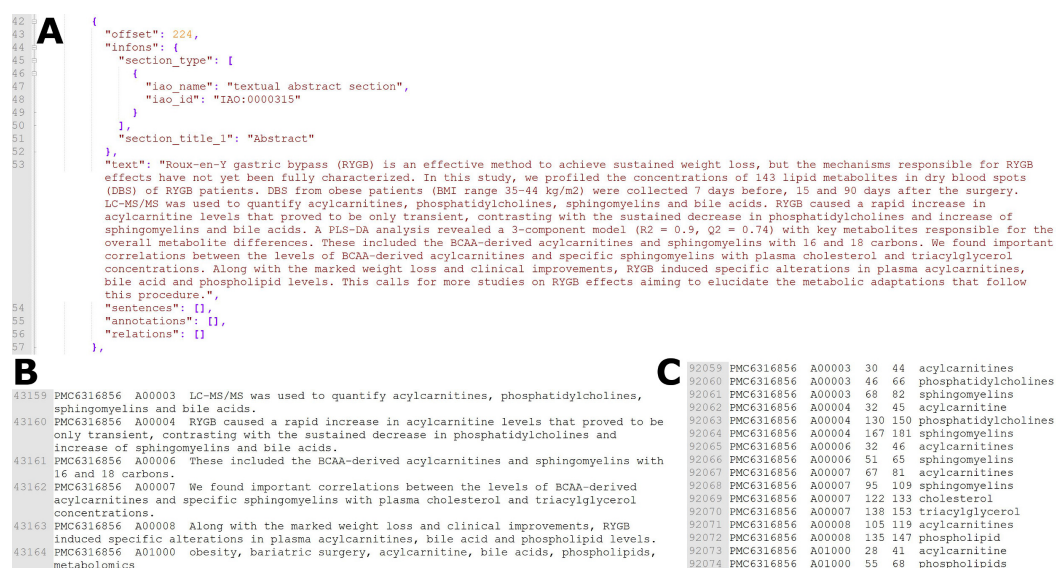 A
42 {
43 "offset": 224,
44 "infons": {
45 "section_type": [
46 {
47 "iao_name": "textual abstract section",
48 "iao_id": "IAO:0000315"
49 }
50 ],
51 "section_title_1": "Abstract"
52 },
53 "text": "Roux-en-Y gastric bypass (RYGB) is an effective method to achieve sustained weight loss, but the mechanisms responsible for RYGB
effects have not yet been fully characterized. In this study, we profiled the concentrations of 143 lipid metabolites in dry blood spots
(DBS) of RYGB patients. DBS from obese patients (BMI range 35–44 kg/m2) were collected 7 days before, 15 and 90 days after the surgery.
LC-MS/MS was used to quantify acylcarnitines, phosphatidylcholines, sphingomyelins and bile acids. RYGB caused a rapid increase in
acylcarnitine levels that proved to be only transient, contrasting with the sustained decrease in phosphatidylcholines and increase of
sphingomyelins and bile acids. A PLS-DA analysis revealed a 3-component model (R2 = 0.9, Q2 = 0.74) with key metabolites responsible for the
overall metabolite differences. These included the BCAA-derived acylcarnitines and sphingomyelins with 16 and 18 carbons. We found important
correlations between the levels of BCAA-derived acylcarnitines and specific sphingomyelins with plasma cholesterol and triacylglycerol
concentrations. Along with the marked weight loss and clinical improvements, RYGB induced specific alterations in plasma acylcarnitines,
bile acid and phospholipid levels. This calls for more studies on RYGB effects aiming to elucidate the metabolic adaptations that follow
this procedure.",
54 "sentences": [],
55 "annotations": [],
56 "relations": []
57 },
B
43159 PMC6316856 A00003 LC-MS/MS was used to quantify acylcarnitines, phosphatidylcholines,
sphingomyelins and bile acids.
43160 PMC6316856 A00004 RYGB caused a rapid increase in acylcarnitine levels that proved to be
only transient, contrasting with the sustained decrease in phosphatidylcholines and
increase of sphingomyelins and bile acids.
43161 PMC6316856 A00006 These included the BCAA-derived acylcarnitines and sphingomyelins with
16 and 18 carbons.
43162 PMC6316856 A00007 We found important correlations between the levels of BCAA-derived
acylcarnitines and specific sphingomyelins with plasma cholesterol and triacylglycerol
concentrations.
43163 PMC6316856 A00008 Along with the marked weight loss and clinical improvements, RYGB
induced specific alterations in plasma acylcarnitines, bile acid and phospholipid levels.
43164 PMC6316856 A01000 obesity, bariatric surgery, acylcarnitine, bile acids, phospholipids,
metabolomics
C
92059 PMC6316856 A00003 30 44 acylcarnitines
92060 PMC6316856 A00003 46 66 phosphatidylcholines
92061 PMC6316856 A00003 68 82 sphingomyelins
92062 PMC6316856 A00004 32 45 acylcarnitine
92063 PMC6316856 A00004 130 150 phosphatidylcholines
92064 PMC6316856 A00004 167 181 sphingomyelins
92065 PMC6316856 A00006 32 46 acylcarnitines
92066 PMC6316856 A00006 51 65 sphingomyelins
92067 PMC6316856 A00007 67 81 acylcarnitines
92068 PMC6316856 A00007 95 109 sphingomyelins
92069 PMC6316856 A00007 122 133 cholesterol
92070 PMC6316856 A00007 138 153 triacylglycerol
92071 PMC6316856 A00008 105 119 acylcarnitines
92072 PMC6316856 A00008 135 147 phospholipid
92073 PMC6316856 A01000 28 41 acylcarnitine
92074 PMC6316856 A01000 55 68 phospholipids